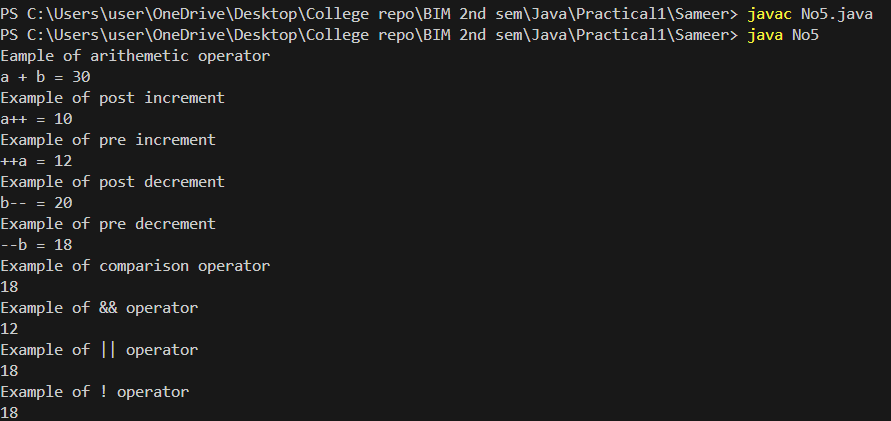 PS C:\Users\user\OneDrive\Desktop\College repo\BIM 2nd sem\Java\Practical1\Sameer> javac No5.java
PS C:\Users\user\OneDrive\Desktop\College repo\BIM 2nd sem\Java\Practical1\Sameer> java No5
Eample of arithemetic operator
a + b = 30
Example of post increment
a++ = 10
Example of pre increment
++a = 12
Example of post decrement
b-- = 20
Example of pre decrement
--b = 18
Example of comparison operator
18
Example of && operator
12
Example of || operator
18
Example of ! operator
18